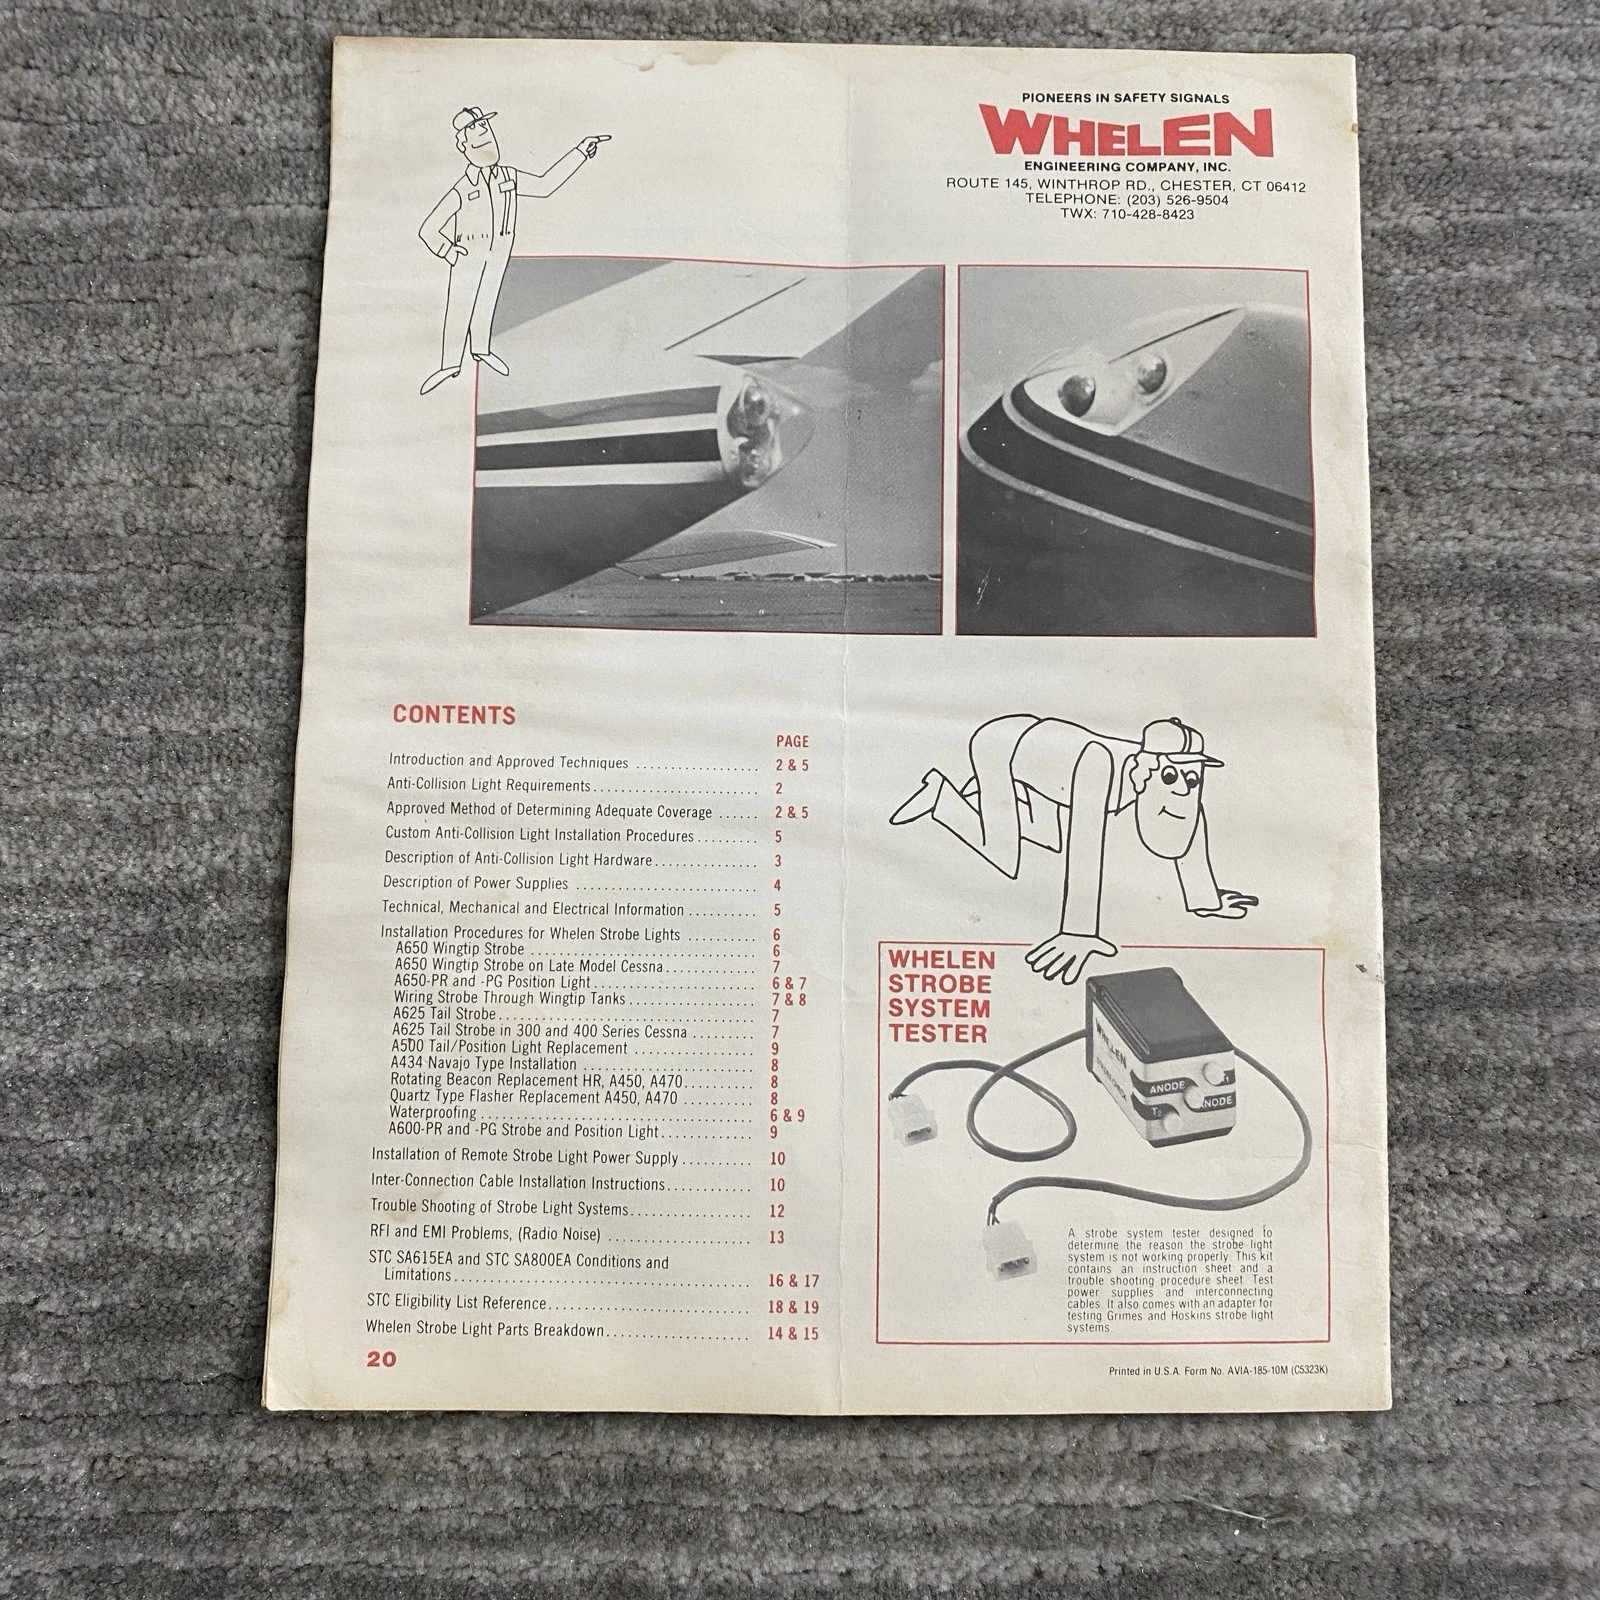 PIONEERS IN SAFETY SIGNALS
WHELEN
ENGINEERING COMPANY, INC.
ROUTE 145, WINTHROP RD., CHESTER, CT 06412
TELEPHONE: (203) 526-9504
TWX: 710-428-8423
CONTENTS
PAGE
Introduction and Approved Techniques .................. 2 & 5
Anti-Collision Light Requirements........................ 2
Approved Method of Determining Adequate Coverage ...... 2 & 5
Custom Anti-Collision Light Installation Procedures......... 5
Description of Anti-Collision Light Hardware............... 3
Description of Power Supplies .......................... 4
Technical, Mechanical and Electrical Information .......... 5
Installation Procedures for Whelen Strobe Lights .......... 6
A650 Wingtip Strobe ................................ 6
A650 Wingtip Strobe on Late Model Cessna............. 7
A650-PR and -PG Position Light....................... 6 & 7
Wiring Strobe Through Wingtip Tanks.................. 7 & 8
A625 Tail Strobe..................................... 7
A625 Tail Strobe in 300 and 400 Series Cessna ......... 7
A500 Tail/Position Light Replacement ................. 9
A434 Navajo Type Installation ........................ 8
Rotating Beacon Replacement HR, A450, A470.......... 8
Quartz Type Flasher Replacement A450, A470 .......... 8
Waterproofing ....................................... 6 & 9
A600-PR and -PG Strobe and Position Light............. 9
Installation of Remote Strobe Light Power Supply .......... 10
Inter-Connection Cable Installation Instructions............ 10
Trouble Shooting of Strobe Light Systems................. 12
RFI and EMI Problems, (Radio Noise) .................... 13
STC SA615EA and STC SA800EA Conditions and
Limitations.......................................... 16 & 17
STC Eligibility List Reference............................. 18 & 19
Whelen Strobe Light Parts Breakdown..................... 14 & 15
20
WHELEN
STROBE
SYSTEM
TESTER
WHELEN
ANODE
T2
ANODE
A strobe system tester designed to
determine the reason the strobe light
system is not working properly. This kit
contains an instruction sheet and a
trouble shooting procedure sheet. Test
power supplies and interconnecting
cables. It also comes with an adapter for
testing Grimes and Hoskins strobe light
systems.
Printed in U.S.A. Form No. AVIA-185-10M (C5323K)